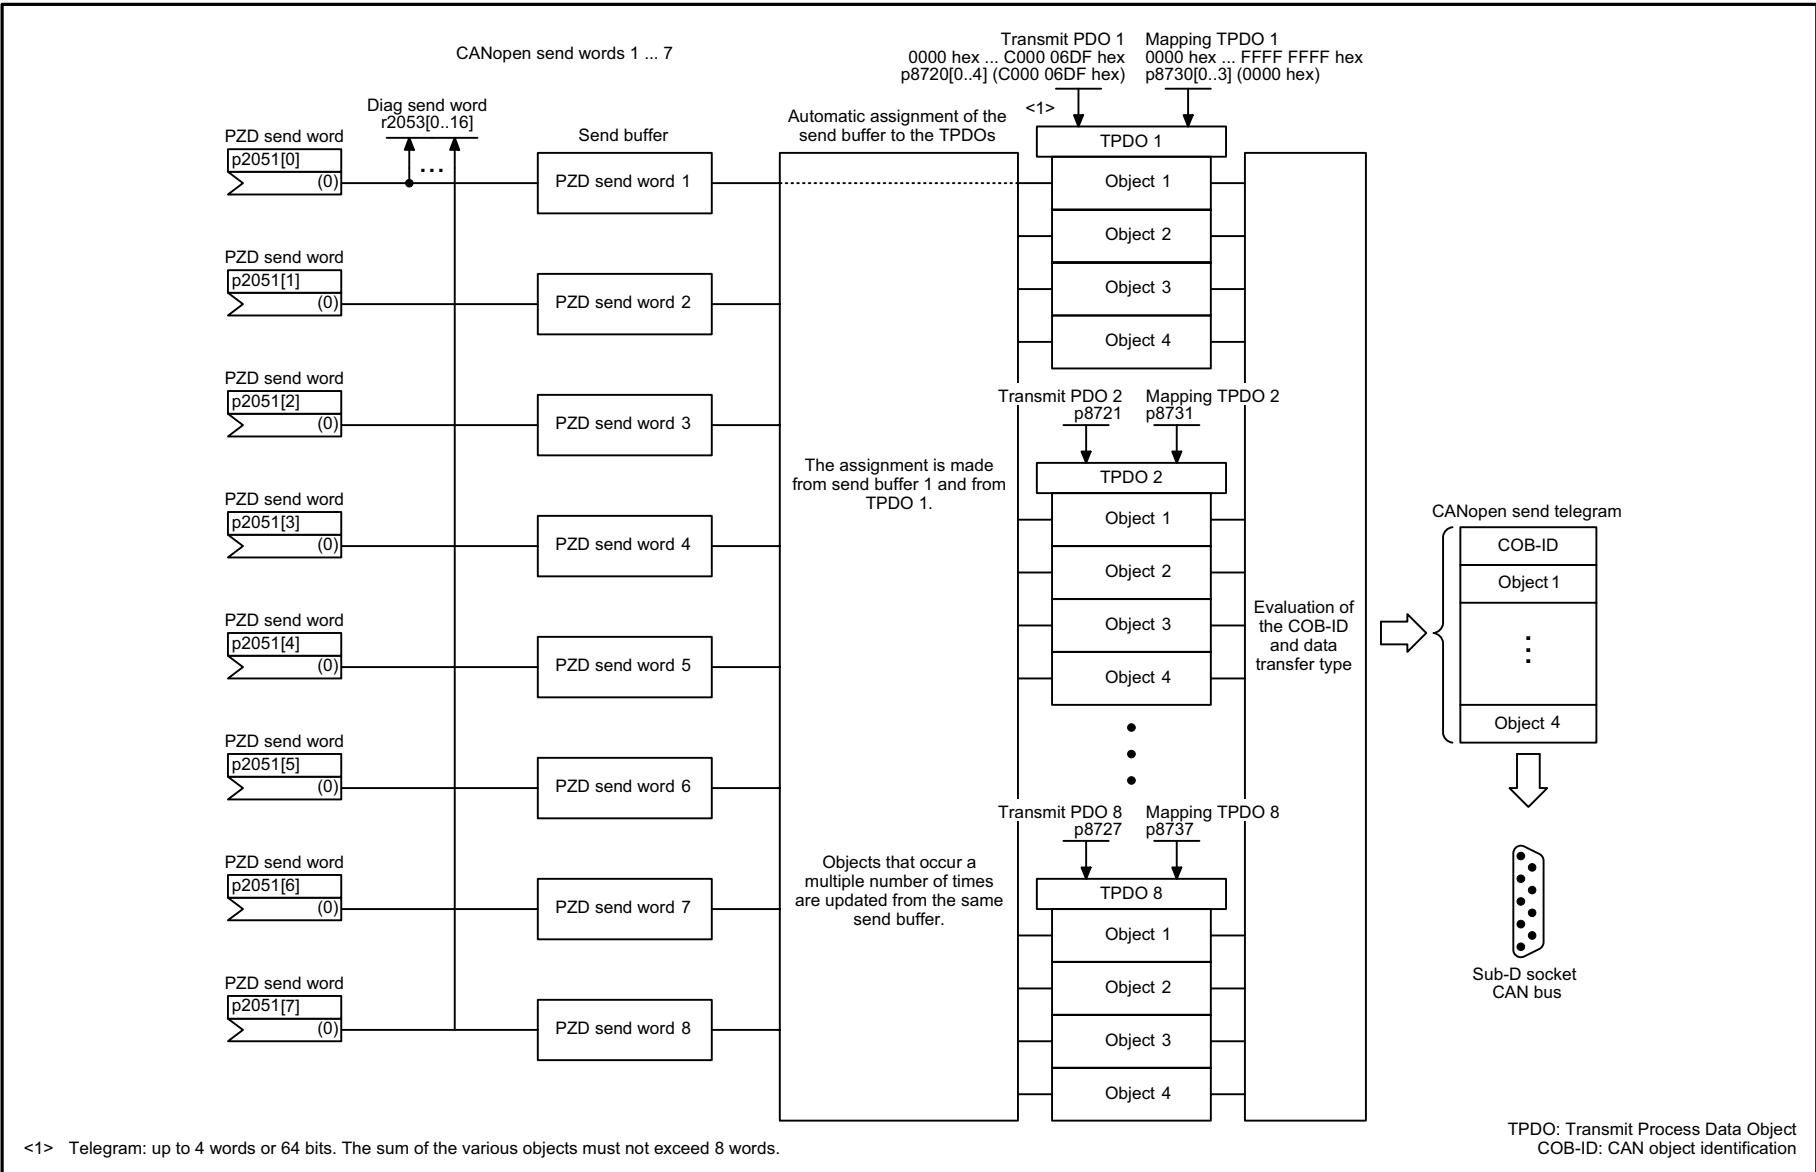 CANopen send words 1 ... 7
Diag send word
r2053[0..16]
PZD send word
p2051[0]
(0)
...
PZD send word
p2051[1]
(0)
PZD send word
p2051[2]
(0)
PZD send word
p2051[3]
(0)
PZD send word
p2051[4]
(0)
PZD send word
p2051[5]
(0)
PZD send word
p2051[6]
(0)
PZD send word
p2051[7]
(0)
Send buffer
PZD send word 1
PZD send word 2
PZD send word 3
PZD send word 4
PZD send word 5
PZD send word 6
PZD send word 7
PZD send word 8
Automatic assignment of the
send buffer to the TPDOs
The assignment is made
from send buffer 1 and from
TPDO 1.
Objects that occur a
multiple number of times
are updated from the same
send buffer.
Transmit PDO 1
0000 hex ... C000 06DF hex
p8720[0..4] (C000 06DF hex)
Mapping TPDO 1
0000 hex ... FFFF FFFF hex
p8730[0..3] (0000 hex)
<1>
TPDO 1
Object 1
Object 2
Object 3
Object 4
Transmit PDO 2
p8721
Mapping TPDO 2
p8731
TPDO 2
Object 1
Object 2
Object 3
Object 4
Transmit PDO 8
p8727
Mapping TPDO 8
p8737
TPDO 8
Object 1
Object 2
Object 3
Object 4
Evaluation of
the COB-ID
and data
transfer type
CANopen send telegram
COB-ID
Object 1
Object 4
Sub-D socket
CAN bus
<1> Telegram: up to 4 words or 64 bits. The sum of the various objects must not exceed 8 words.
TPDO: Transmit Process Data Object
COB-ID: CAN object identification